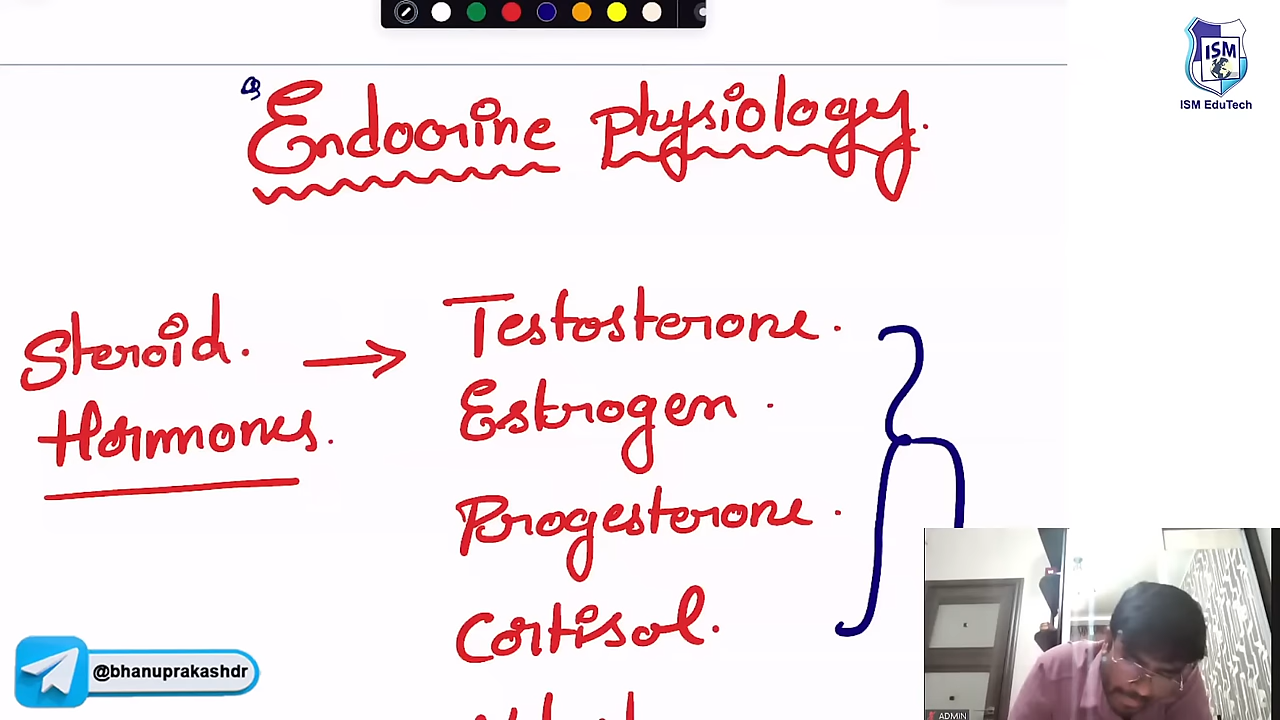 ISM
ISM EduTech
Endocrine physiology.
Steroid. → Testosterone.
Hormones. Estrogen.
Progesterone.
Cortisol.
@bhanuprakashdr
ADMIN